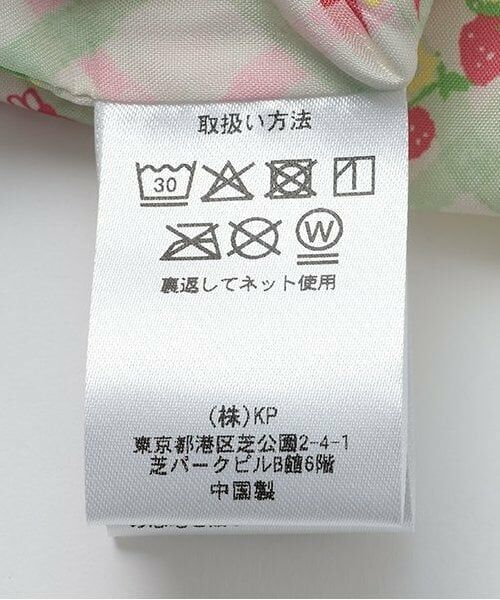 取扱い方法
30
W
裏返してネット使用
(株)KP
東京都港区芝公園2-4-1
芝パークビルB館6階
中国製